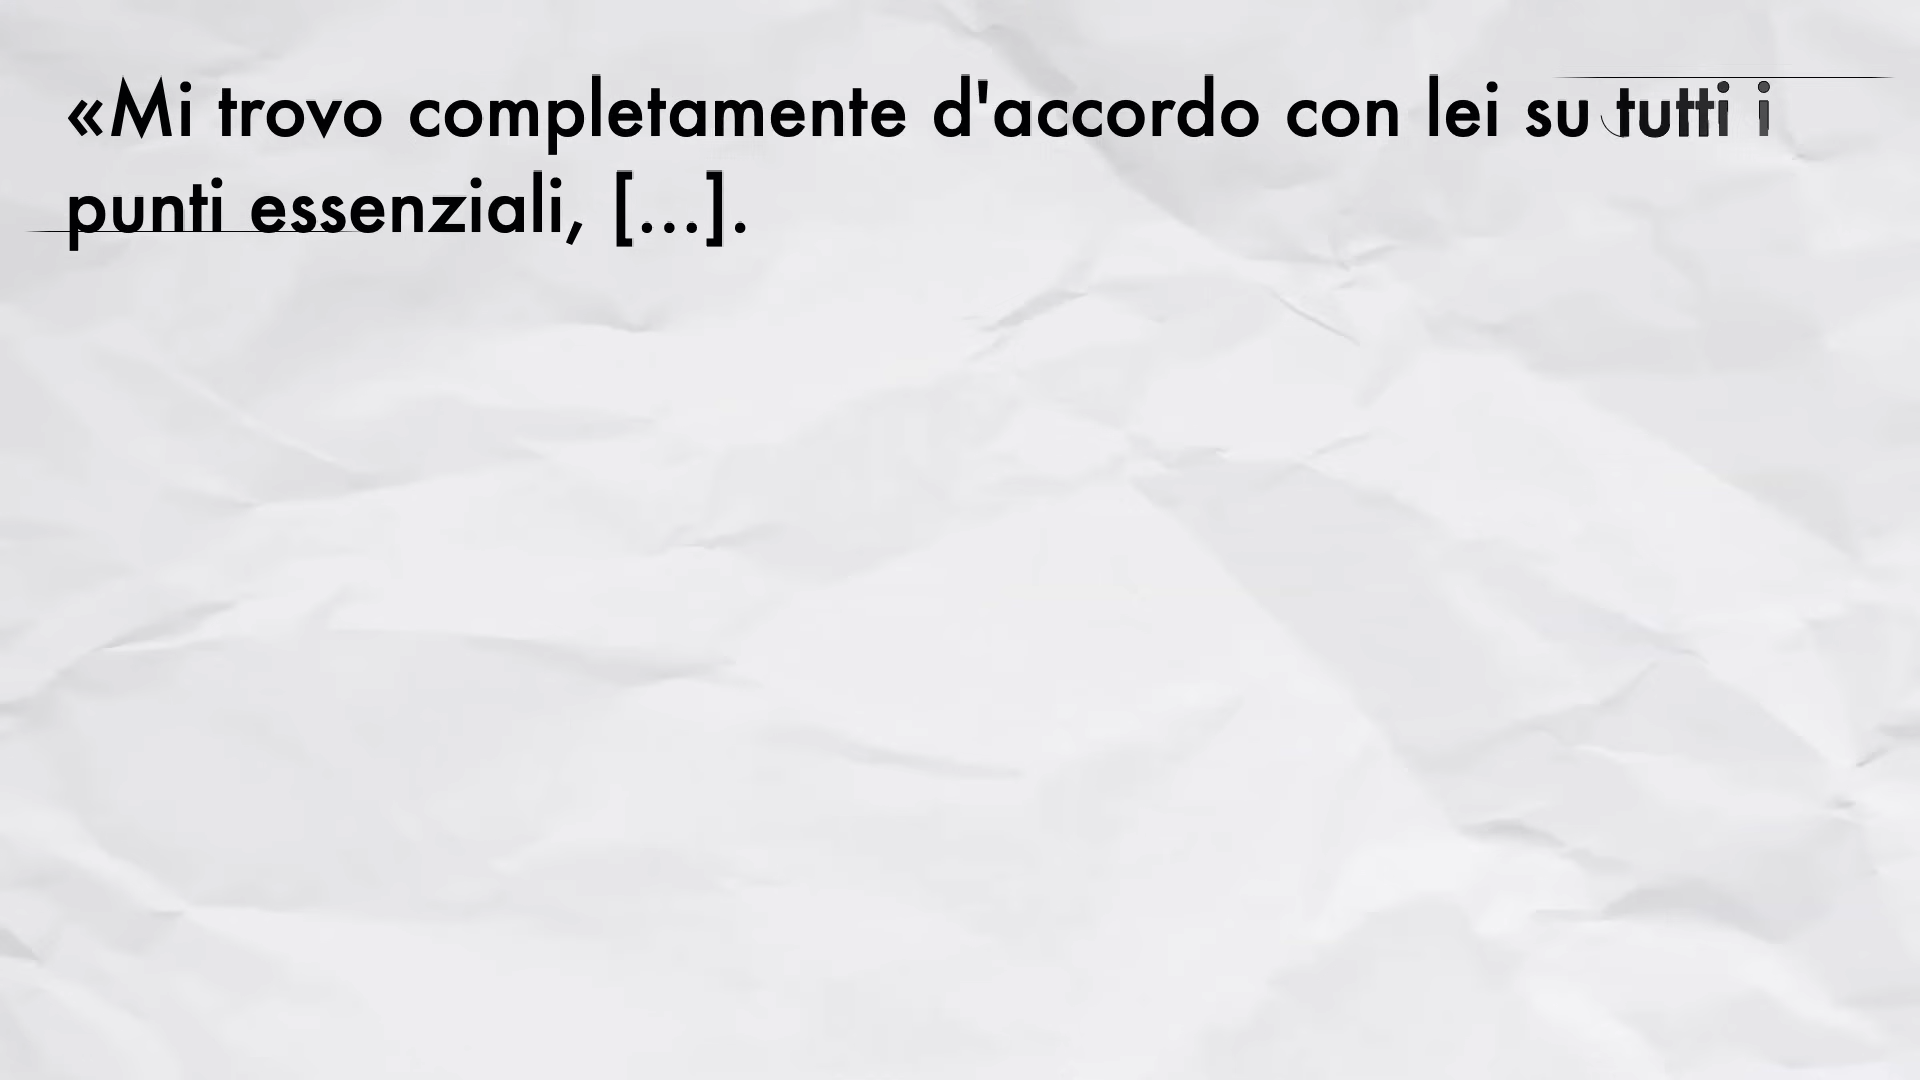 «Mi trovo completamente d'accordo con lei su tutti i
punti essenziali, [...].